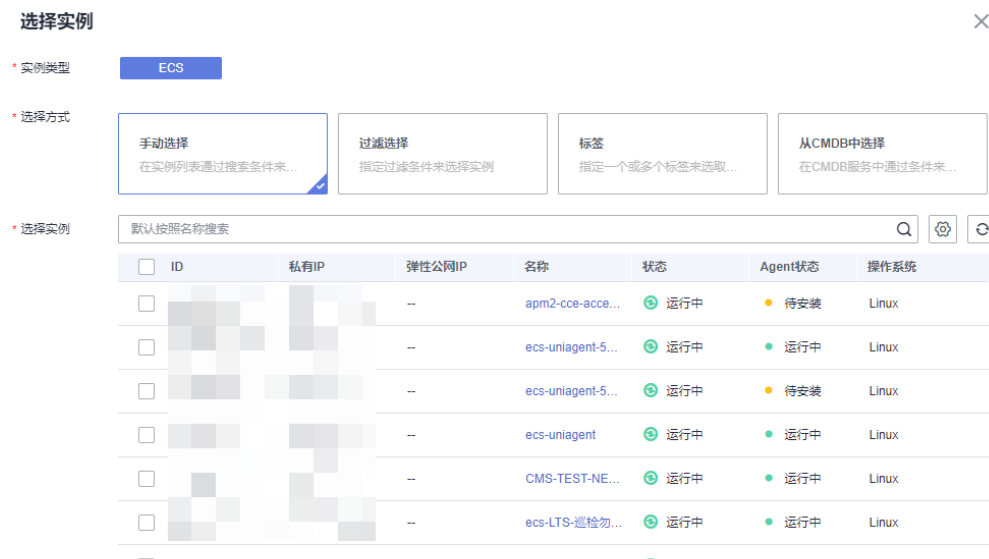 选择实例
* 实例类型 ECS
* 选择方式
手动选择 过滤选择 标签 从CMDB中选择
在实例列表通过搜索条件来... 指定过滤条件来选择实例 指定一个或多个标签来选取... 在CMDB服务中通过条件来...
* 选择实例 默认按照名称搜索
ID 私有IP 弹性公网IP 名称 状态 Agent状态 操作系统
-- apm2-cce-acce... 运行中 待安装 Linux
-- ecs-uniagent-5... 运行中 运行中 Linux
-- ecs-uniagent-5... 运行中 待安装 Linux
-- ecs-uniagent 运行中 运行中 Linux
-- CMS-TEST-NE... 运行中 运行中 Linux
-- ecs-LTS-巡检勿... 运行中 运行中 Linux